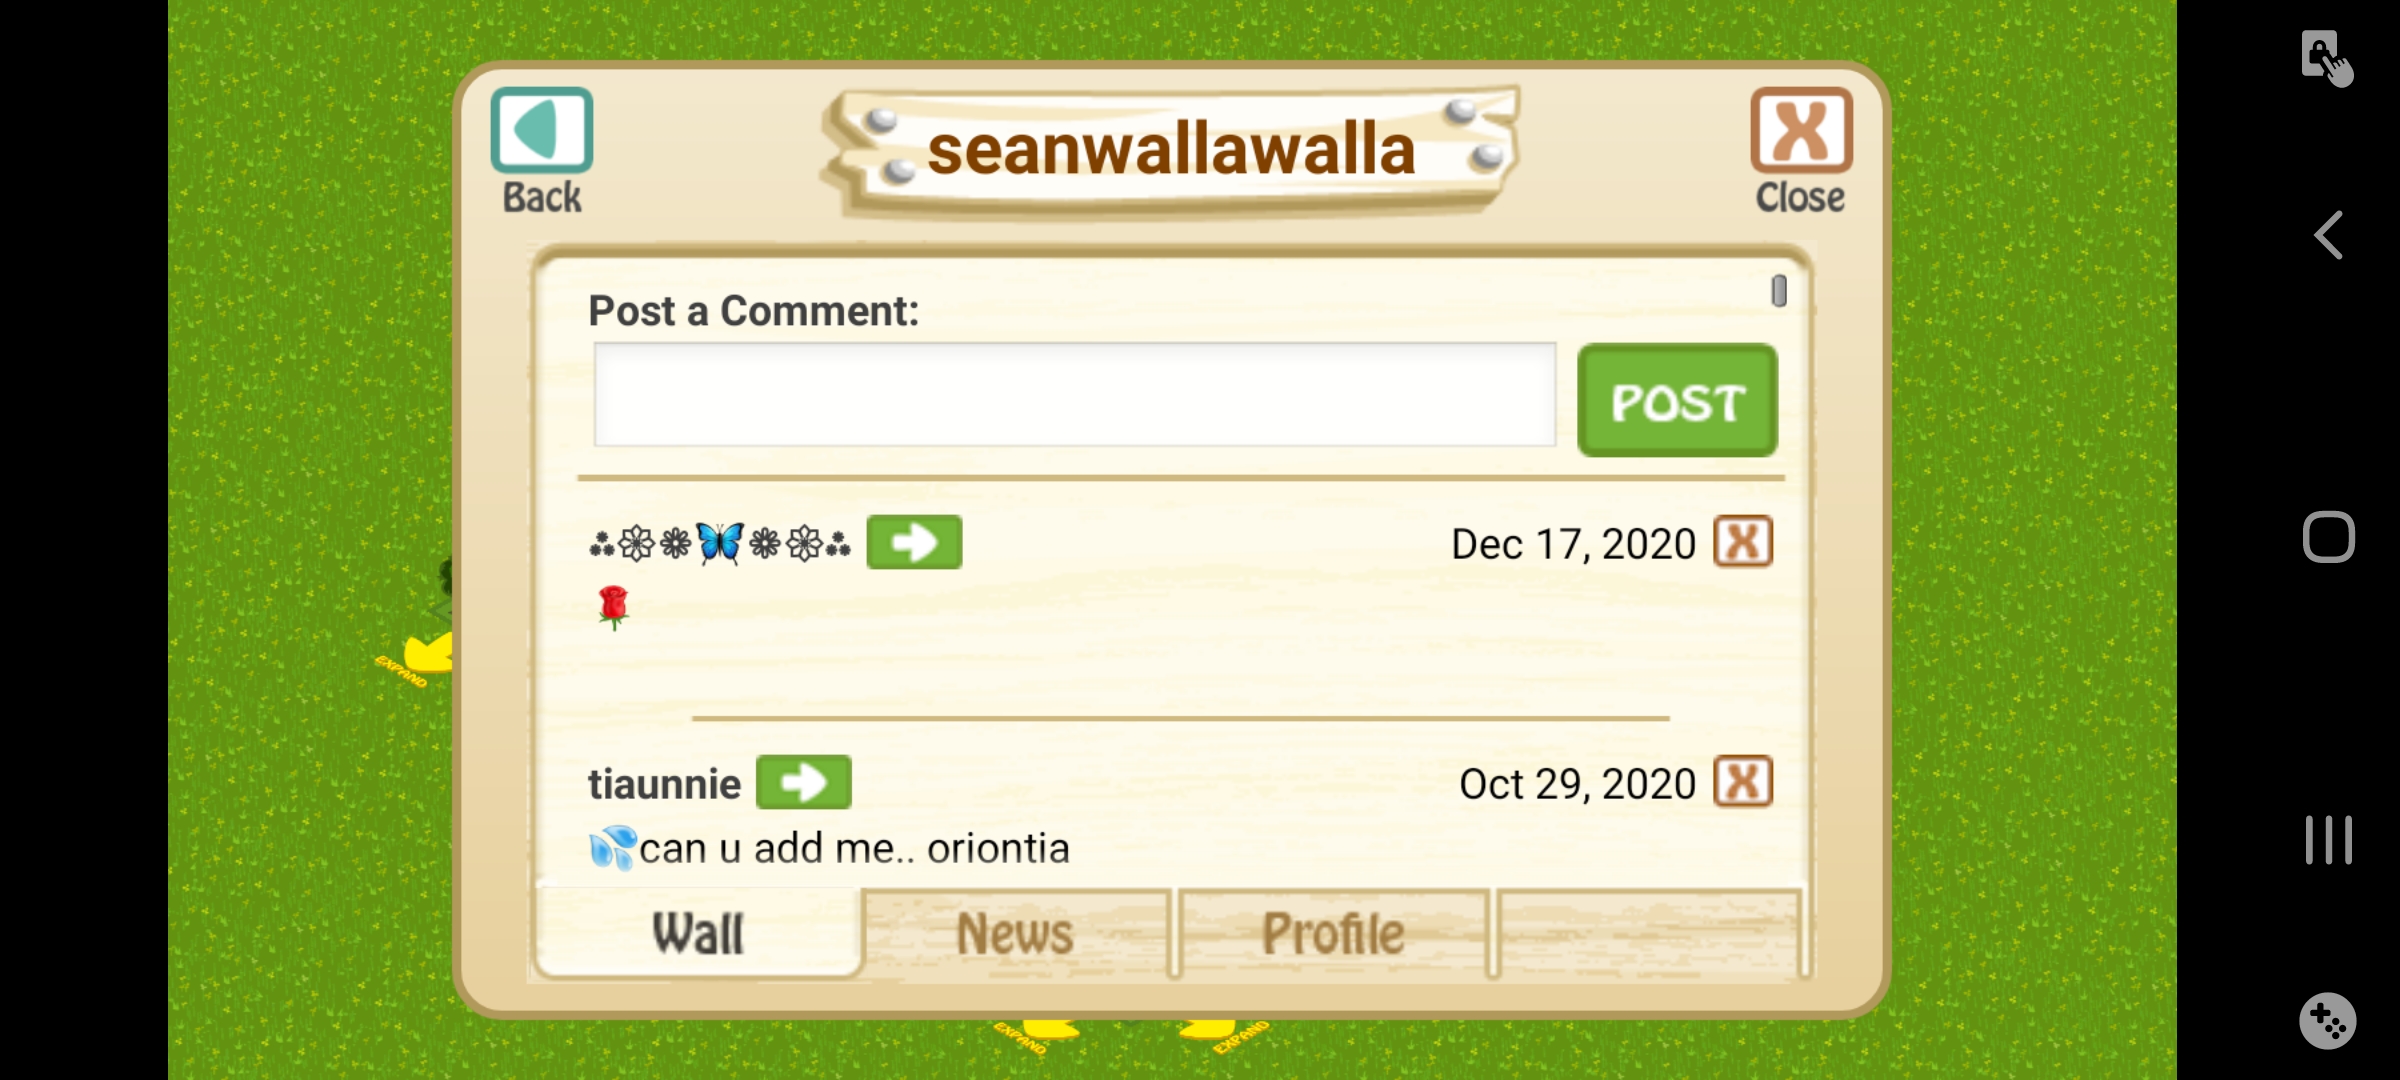 seanwallawalla
Back
Close
Post a Comment:
POST
⁂❁🦋❁⁂ Dec 17, 2020
🌹
tiaunnie Oct 29, 2020
💦can u add me.. oriontia
Wall News Profile
EXPAND
EXPAND
EXPAND